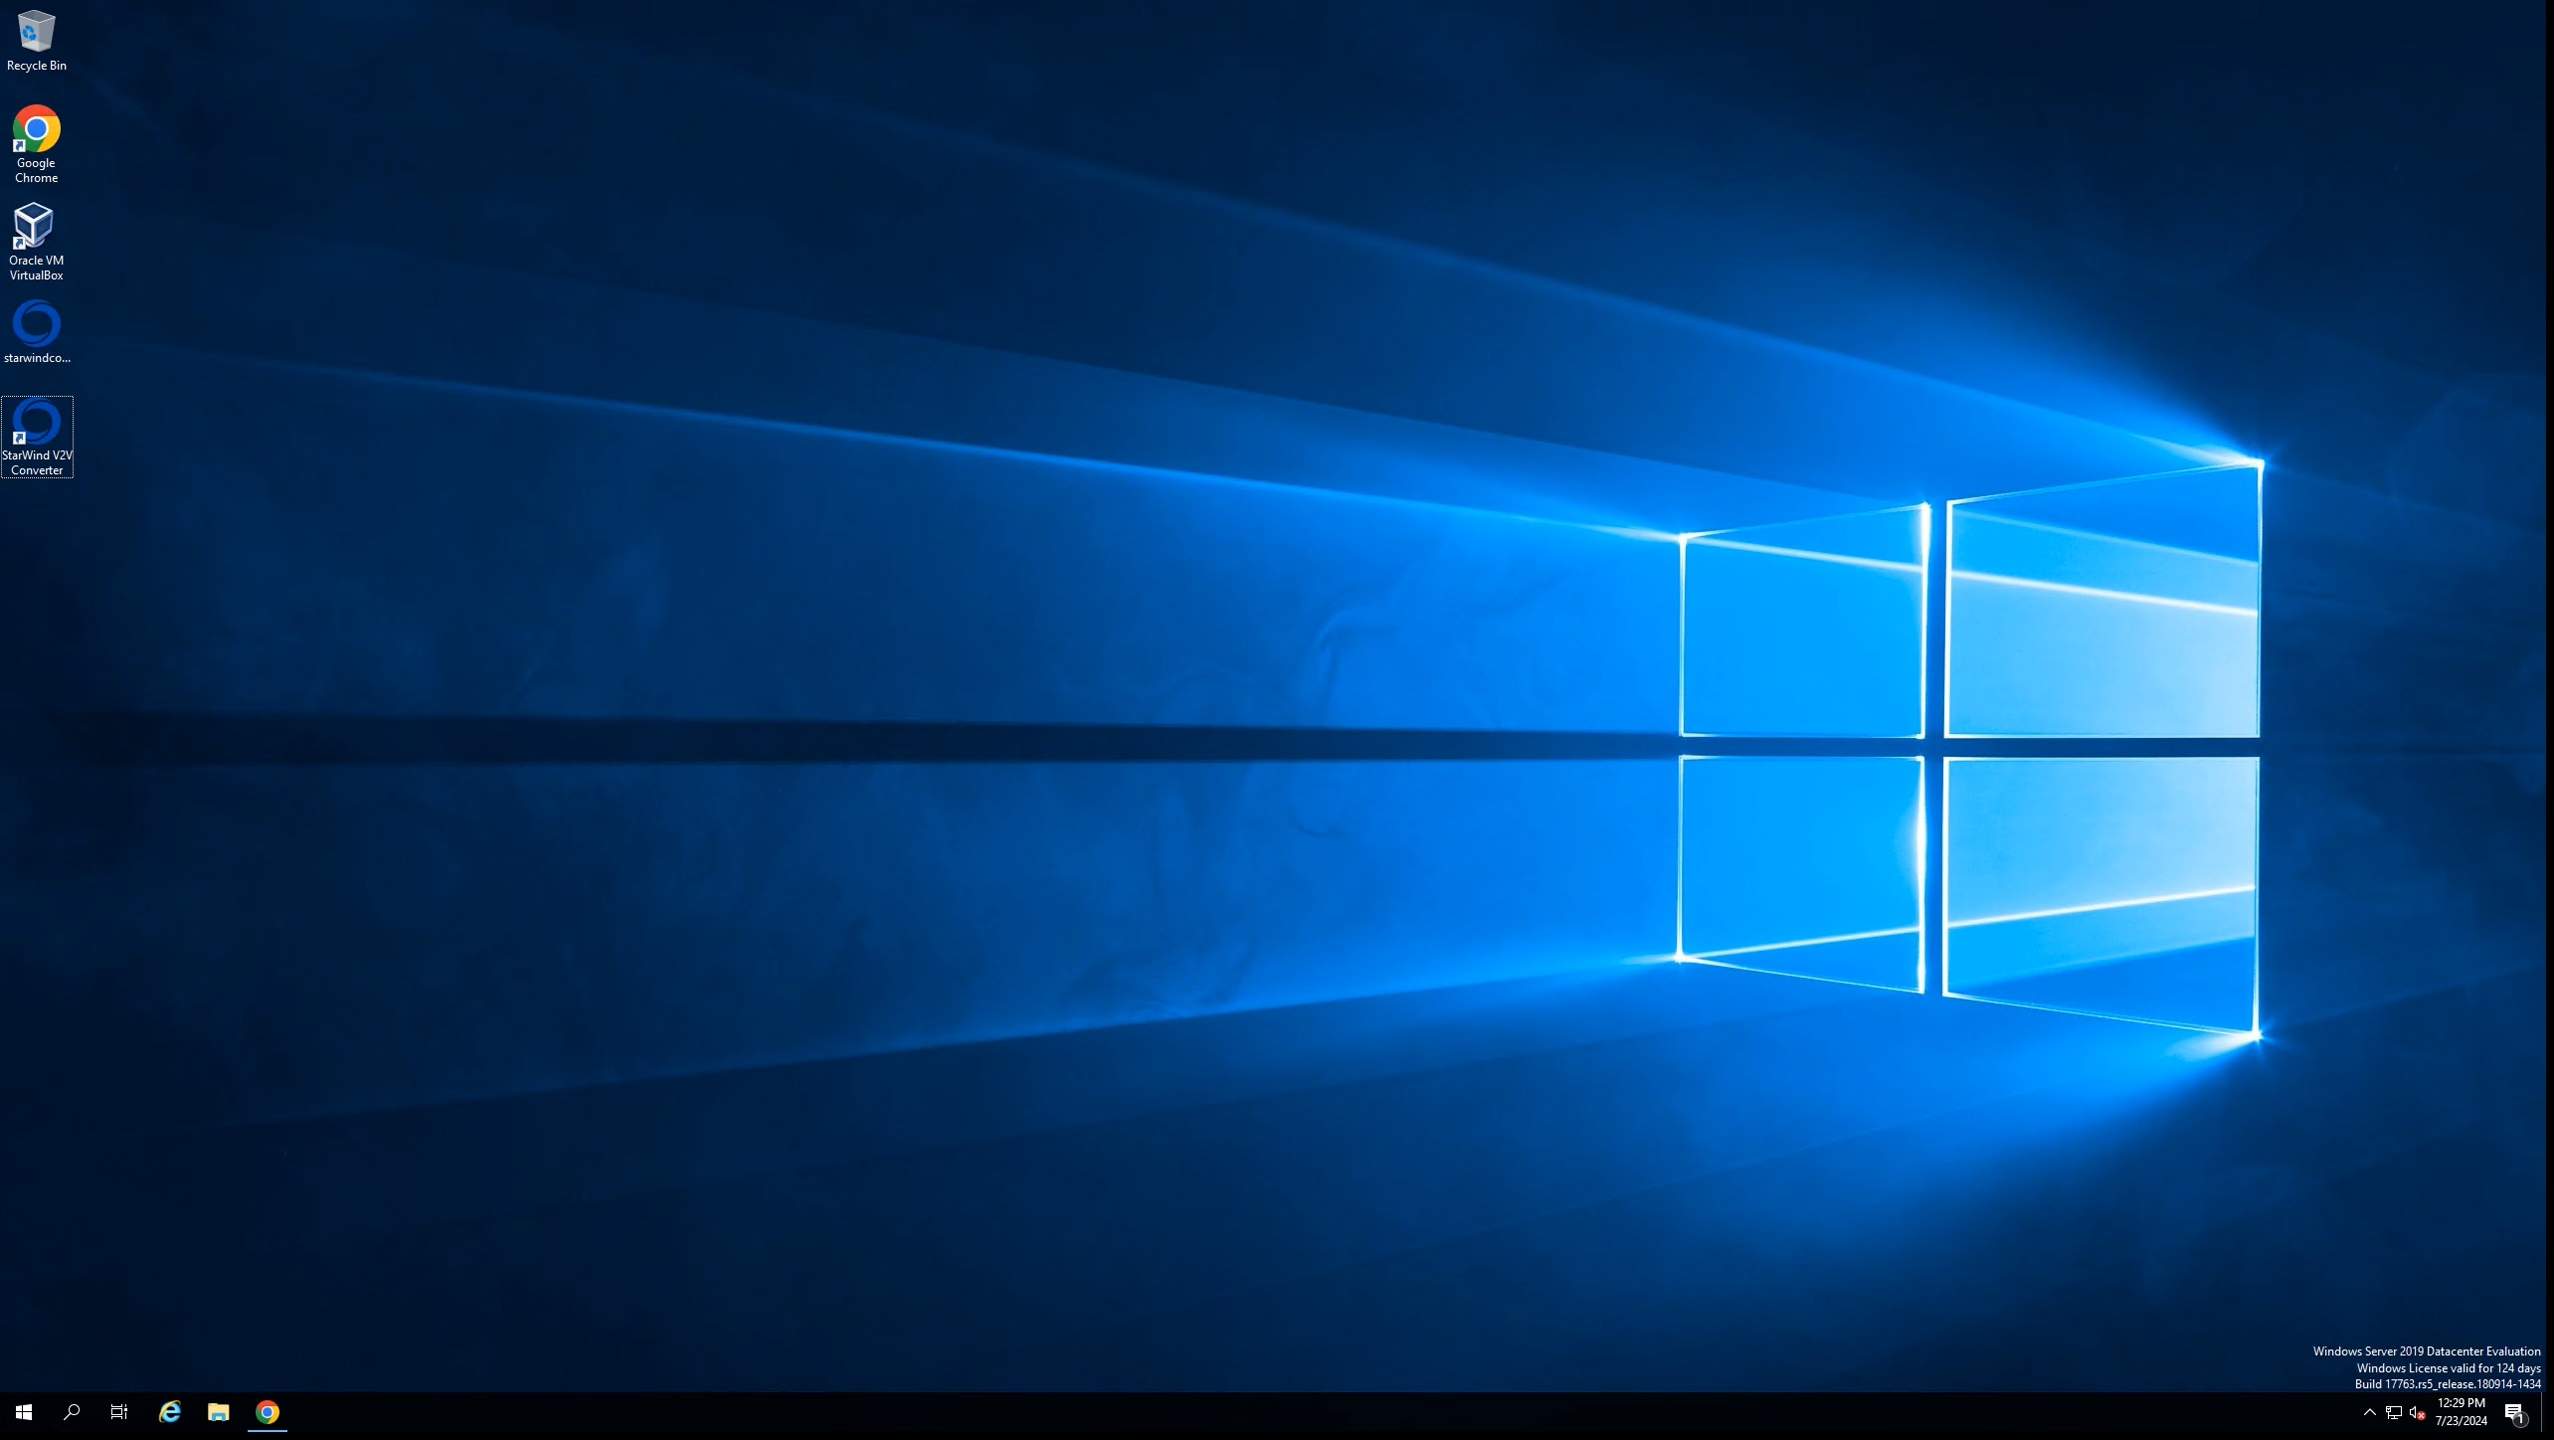 Recycle Bin
Google
Chrome
Oracle VM
VirtualBox
starwindco...
StarWind V2V
Converter
Windows Server 2019 Datacenter Evaluation
Windows License valid for 124 days
Build 17763.rs5_release.180914-1434
12:29 PM
7/23/2024
1